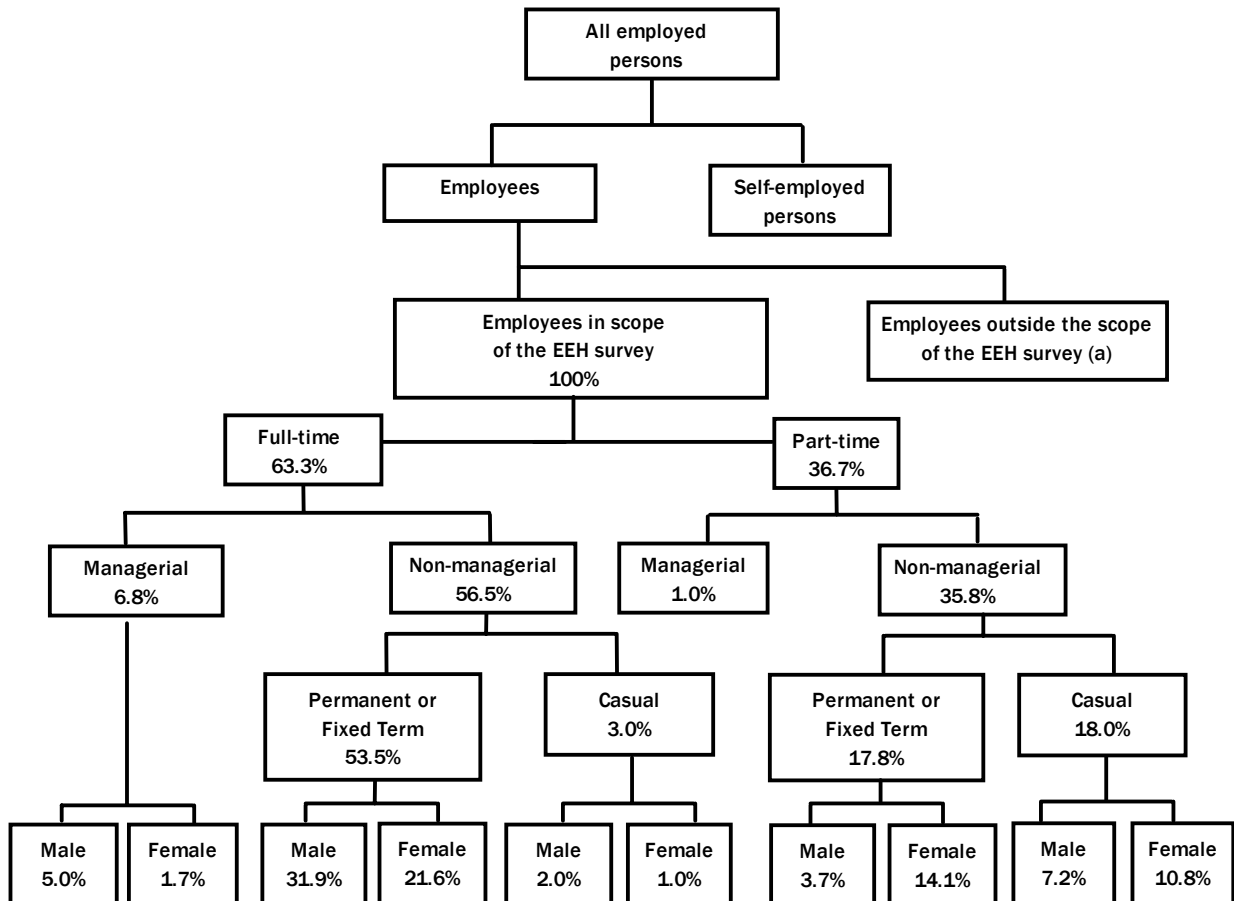 All employed
persons
Employees
Self-employed
persons
Employees in scope
of the EEH survey
100%
Employees outside the scope
of the EEH survey (a)
Full-time
63.3%
Part-time
36.7%
Managerial
6.8%
Non-managerial
56.5%
Managerial
1.0%
Non-managerial
35.8%
Permanent or
Fixed Term
53.5%
Casual
3.0%
Permanent or
Fixed Term
17.8%
Casual
18.0%
Male
5.0%
Female
1.7%
Male
31.9%
Female
21.6%
Male
2.0%
Female
1.0%
Male
3.7%
Female
14.1%
Male
7.2%
Female
10.8%